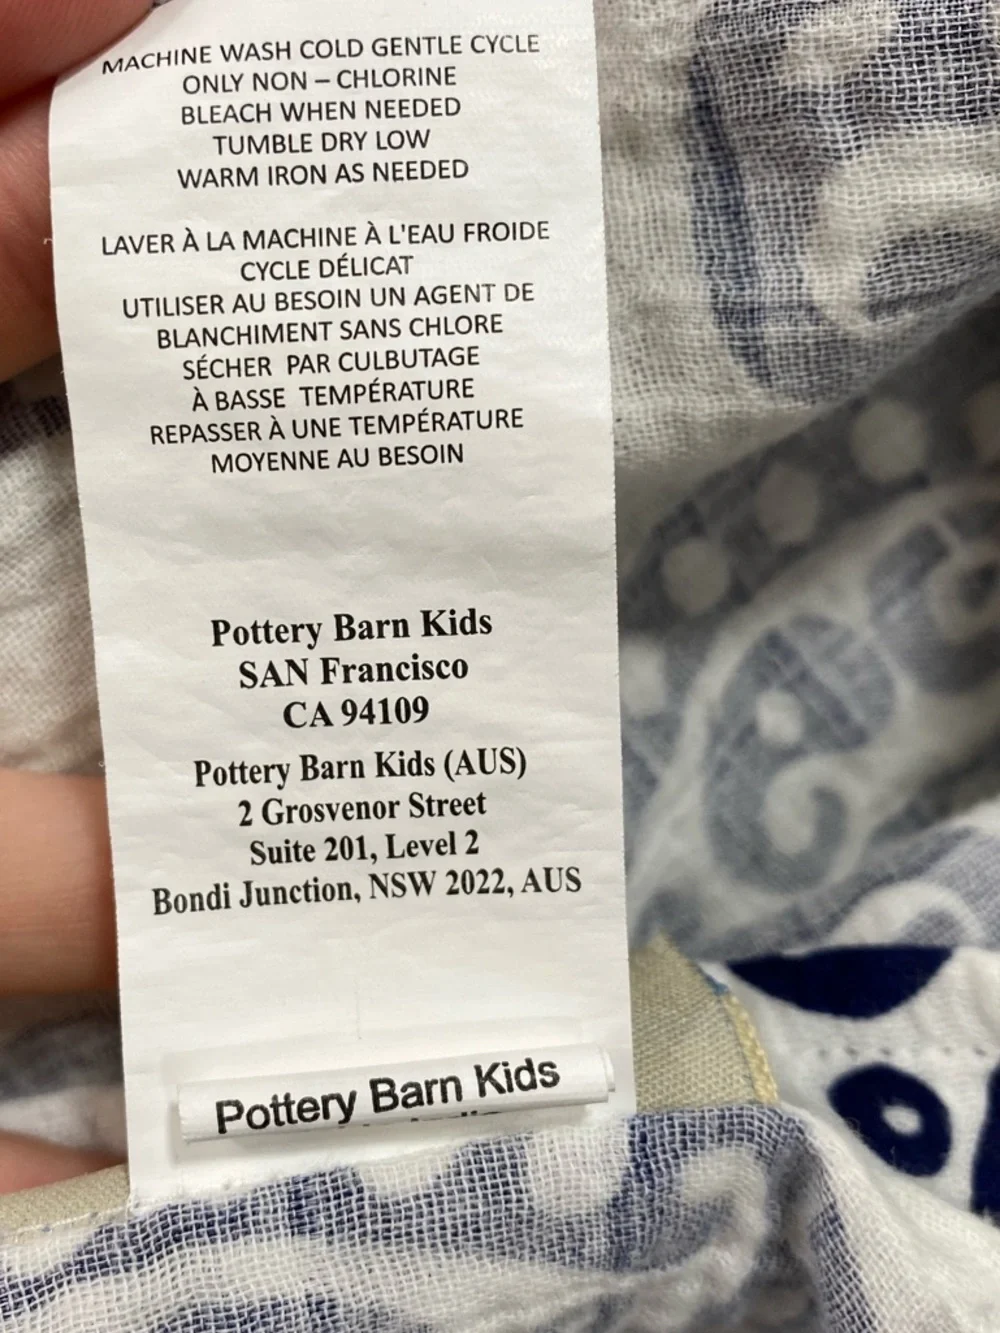 MACHINE WASH COLD GENTLE CYCLE
ONLY NON – CHLORINE
BLEACH WHEN NEEDED
TUMBLE DRY LOW
WARM IRON AS NEEDED
LAVER À LA MACHINE À L'EAU FROIDE
CYCLE DÉLICAT
UTILISER AU BESOIN UN AGENT DE
BLANCHIMENT SANS CHLORE
SÉCHER PAR CULBUTAGE
À BASSE TEMPÉRATURE
REPASSER À UNE TEMPÉRATURE
MOYENNE AU BESOIN
Pottery Barn Kids
SAN Francisco
CA 94109
Pottery Barn Kids (AUS)
2 Grosvenor Street
Suite 201, Level 2
Bondi Junction, NSW 2022, AUS
Pottery Barn Kids